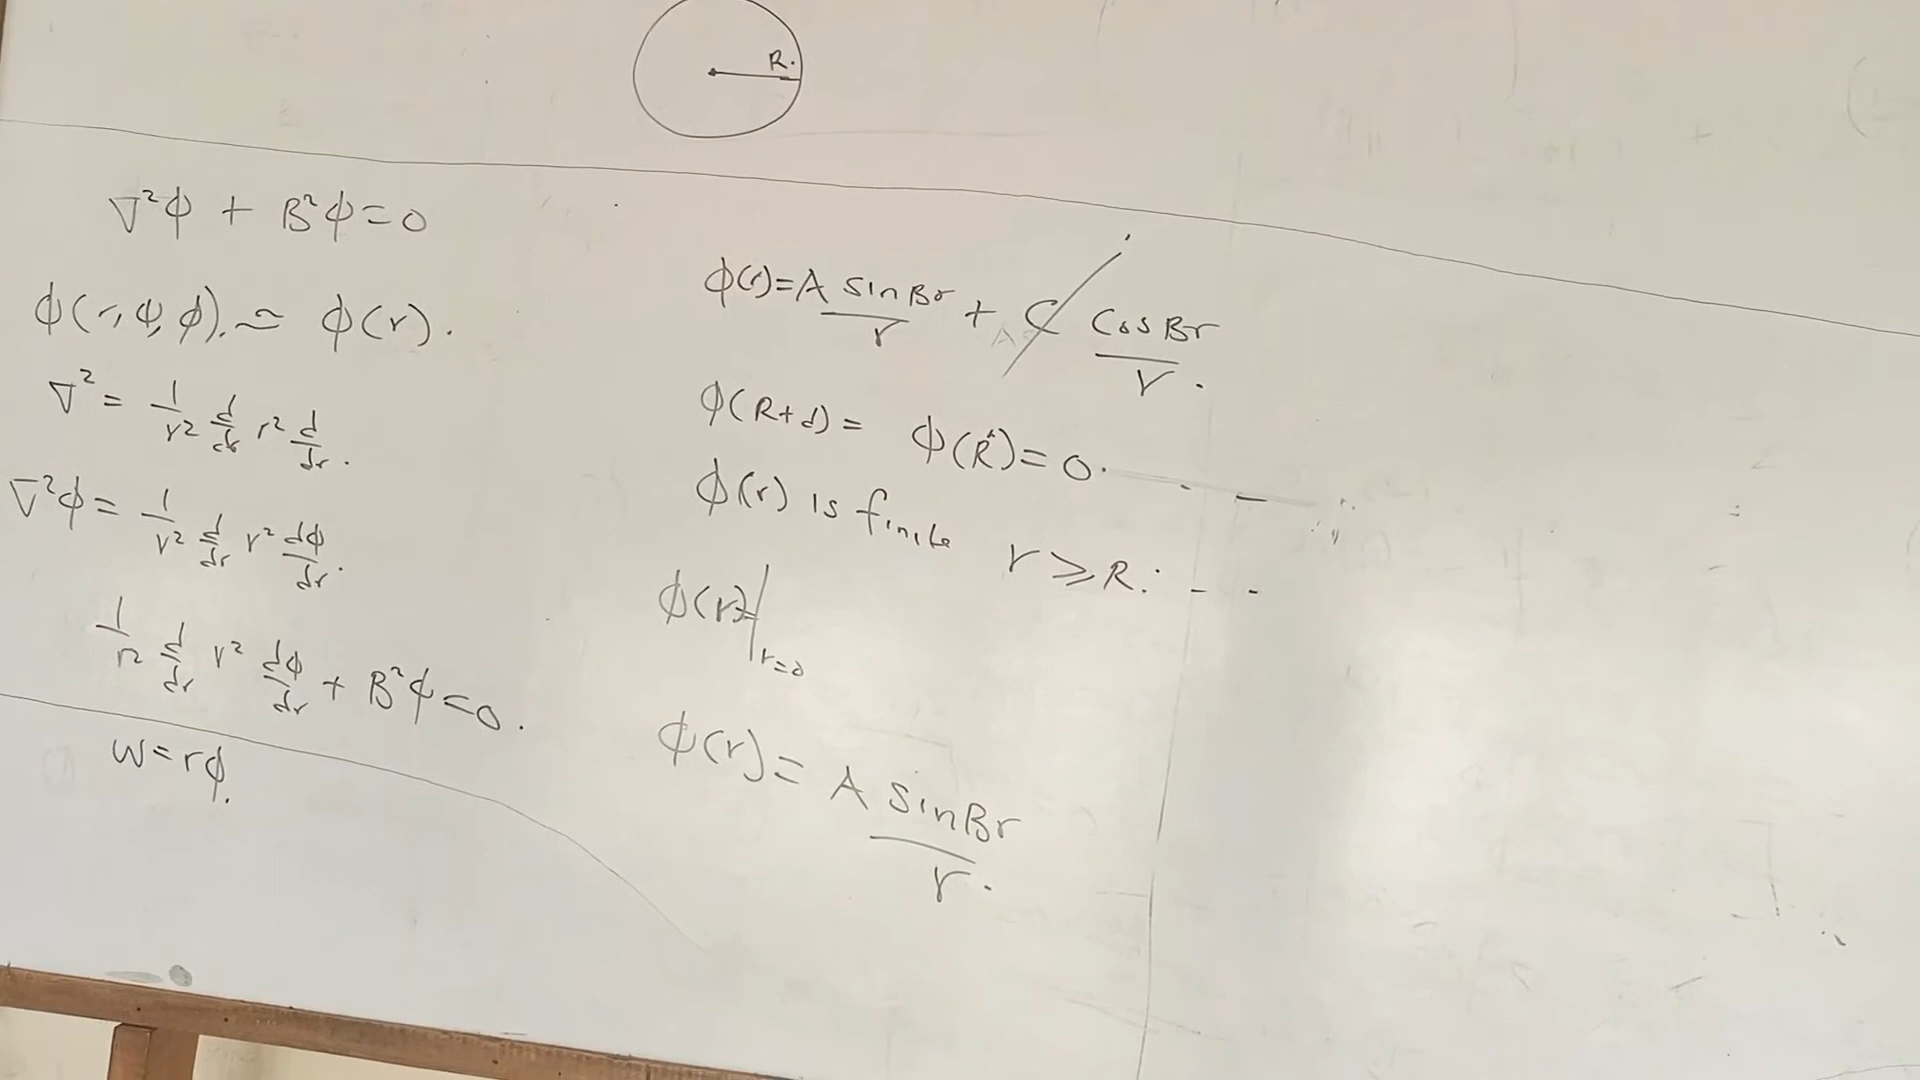 R.
∇²ϕ + B²ϕ = 0
ϕ(r, ψ, ϕ). ≃ ϕ(r).
∇² = 1/r² d/dr r² d/dr.
∇²ϕ = 1/r² d/dr r² dϕ/dr.
1/r² d/dr r² dϕ/dr + B²ϕ = 0.
W = rϕ.
ϕ(r) = A sinBr/r + C CosBr/r.
ϕ(R+d) = ϕ(R) = 0.
ϕ(r) is finite r ⩾ R.
ϕ(r)|r=0
ϕ(r) = A SinBr/r.